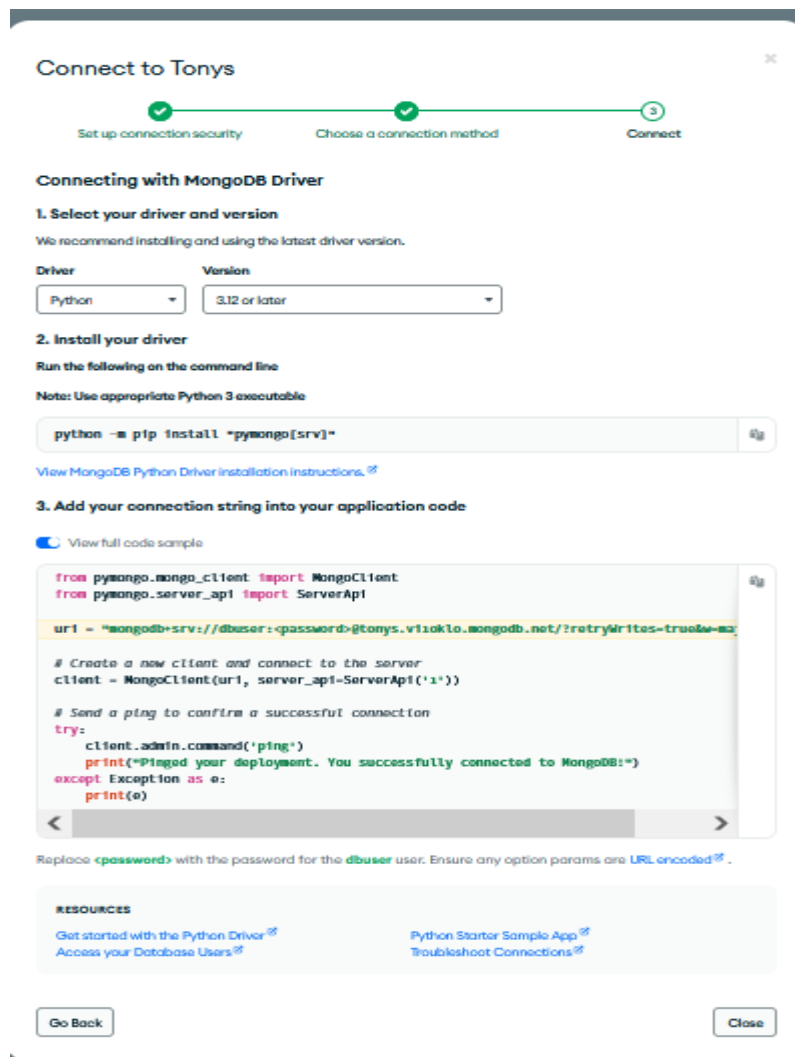 Connect to Tonys
3
Set up connection security Choose a connection method Connect
Connecting with MongoDB Driver
1. Select your driver and version
We recommend installing and using the latest driver version.
Driver Version
Python 3.12 or later
2. Install your driver
Run the following on the command line
Note: Use appropriate Python 3 executable
python -m pip install "pymongo[srv]"
View MongoDB Python Driver installation instructions.
3. Add your connection string into your application code
View full code sample
from pymongo.mongo_client import MongoClient
from pymongo.server_api import ServerApi
uri = "mongodb+srv://dbuser:<password>@tonys.mongodb.net/?retryWrites=true&w=maj
# Create a new client and connect to the server
client = MongoClient(uri, server_api=ServerApi('1'))
# Send a ping to confirm a successful connection
try:
client.admin.command('ping')
print("Pinged your deployment. You successfully connected to MongoDB!")
except Exception as e:
print(e)
Replace <password> with the password for the dbuser user. Ensure any option params are URL encoded .
RESOURCES
Get started with the Python Driver Python Starter Sample App
Access your Database Users Troubleshoot Connections
Go Back Close